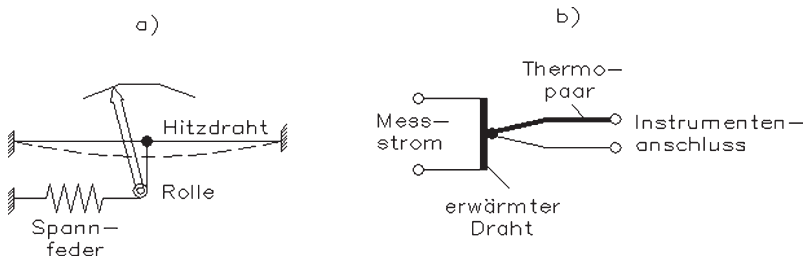 a)
Hitzdraht
Rolle
Spann-
feder
b)
Thermo-
paar
Mess-
strom
Instrumenten-
anschluss
erwärmter
Draht